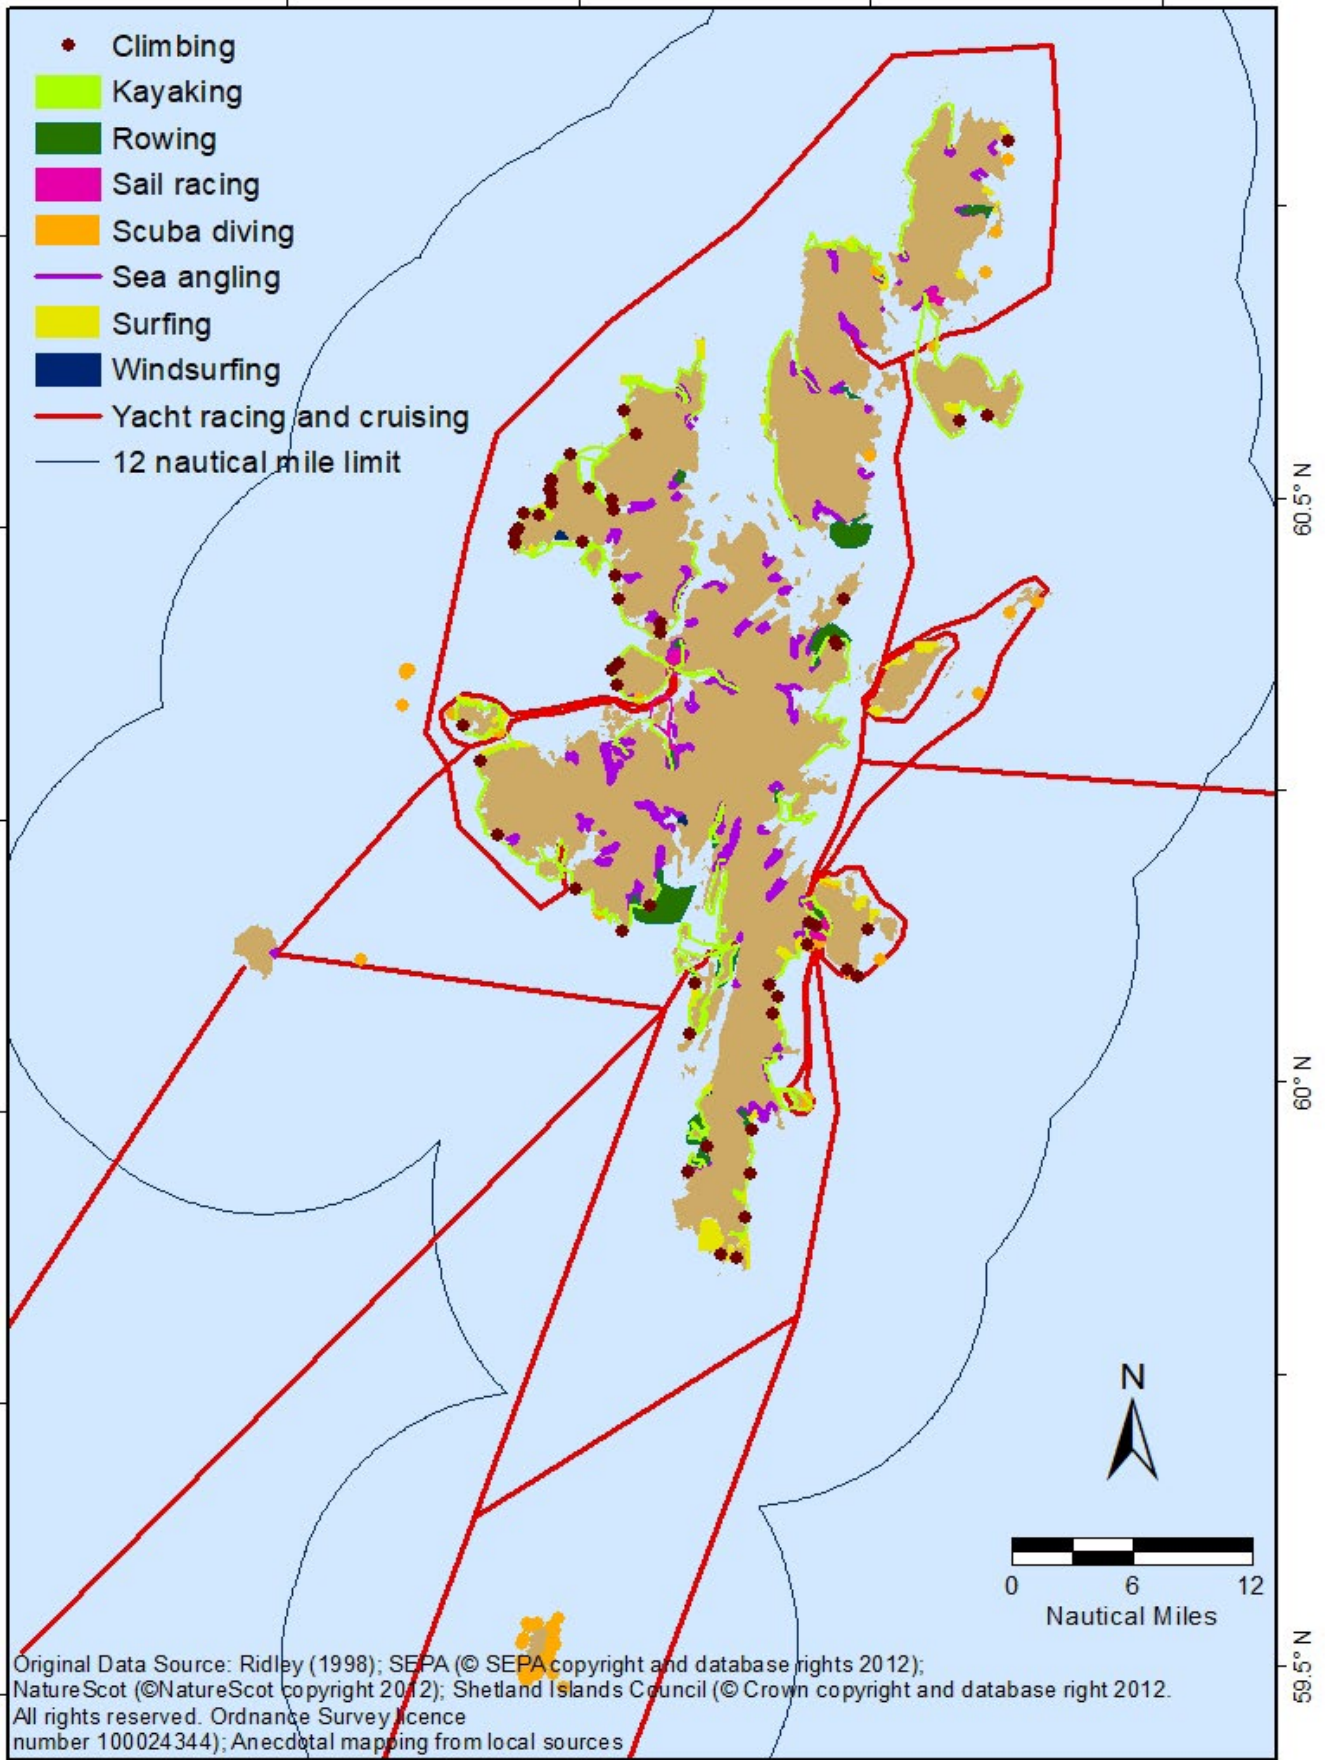 Climbing
Kayaking
Rowing
Sail racing
Scuba diving
Sea angling
Surfing
Windsurfing
Yacht racing and cruising
12 nautical mile limit
60.5° N
60° N
N
0 6 12
Nautical Miles
59.5° N
Original Data Source: Ridley (1998); SEPA (© SEPA copyright and database rights 2012);
NatureScot (©NatureScot copyright 2012); Shetland Islands Council (© Crown copyright and database right 2012.
All rights reserved. Ordnance Survey licence
number 100024344); Anecdotal mapping from local sources